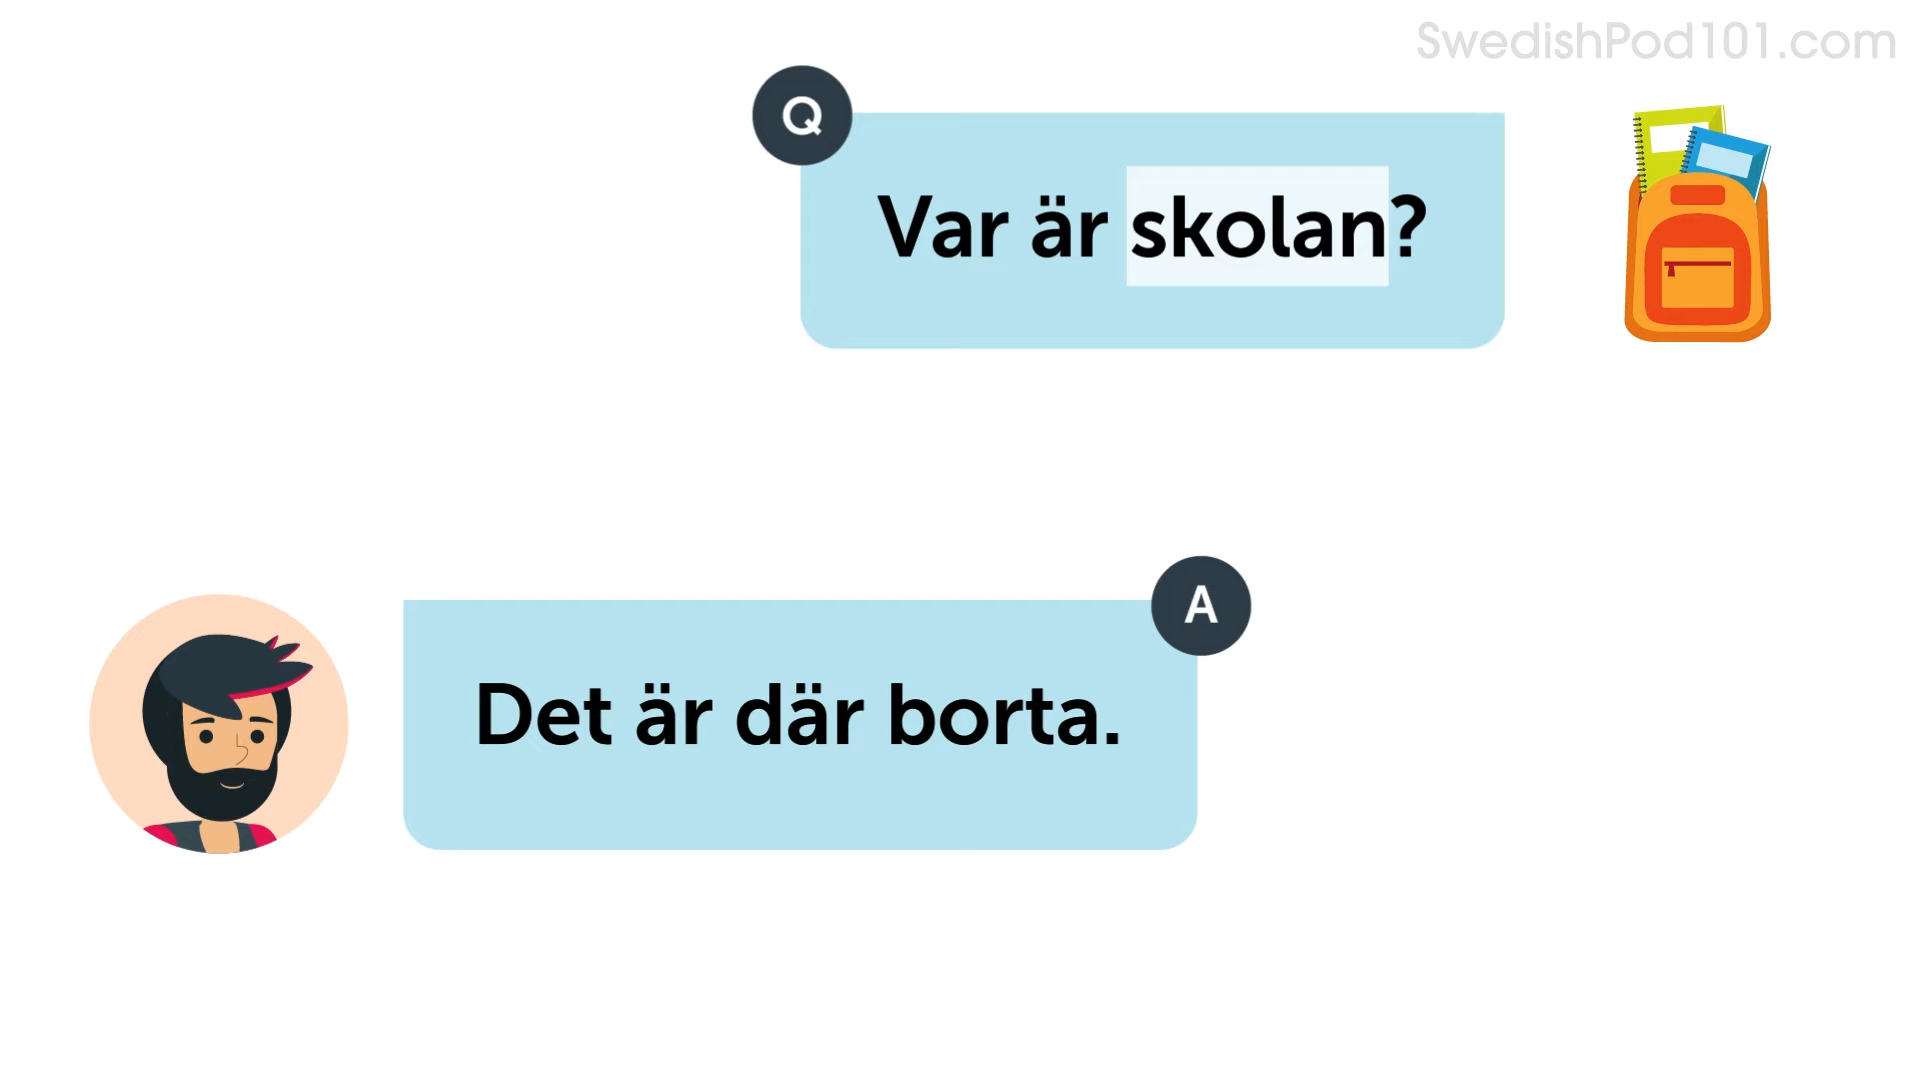 SwedishPod101.com
Q
Var är skolan?
A
Det är där borta.